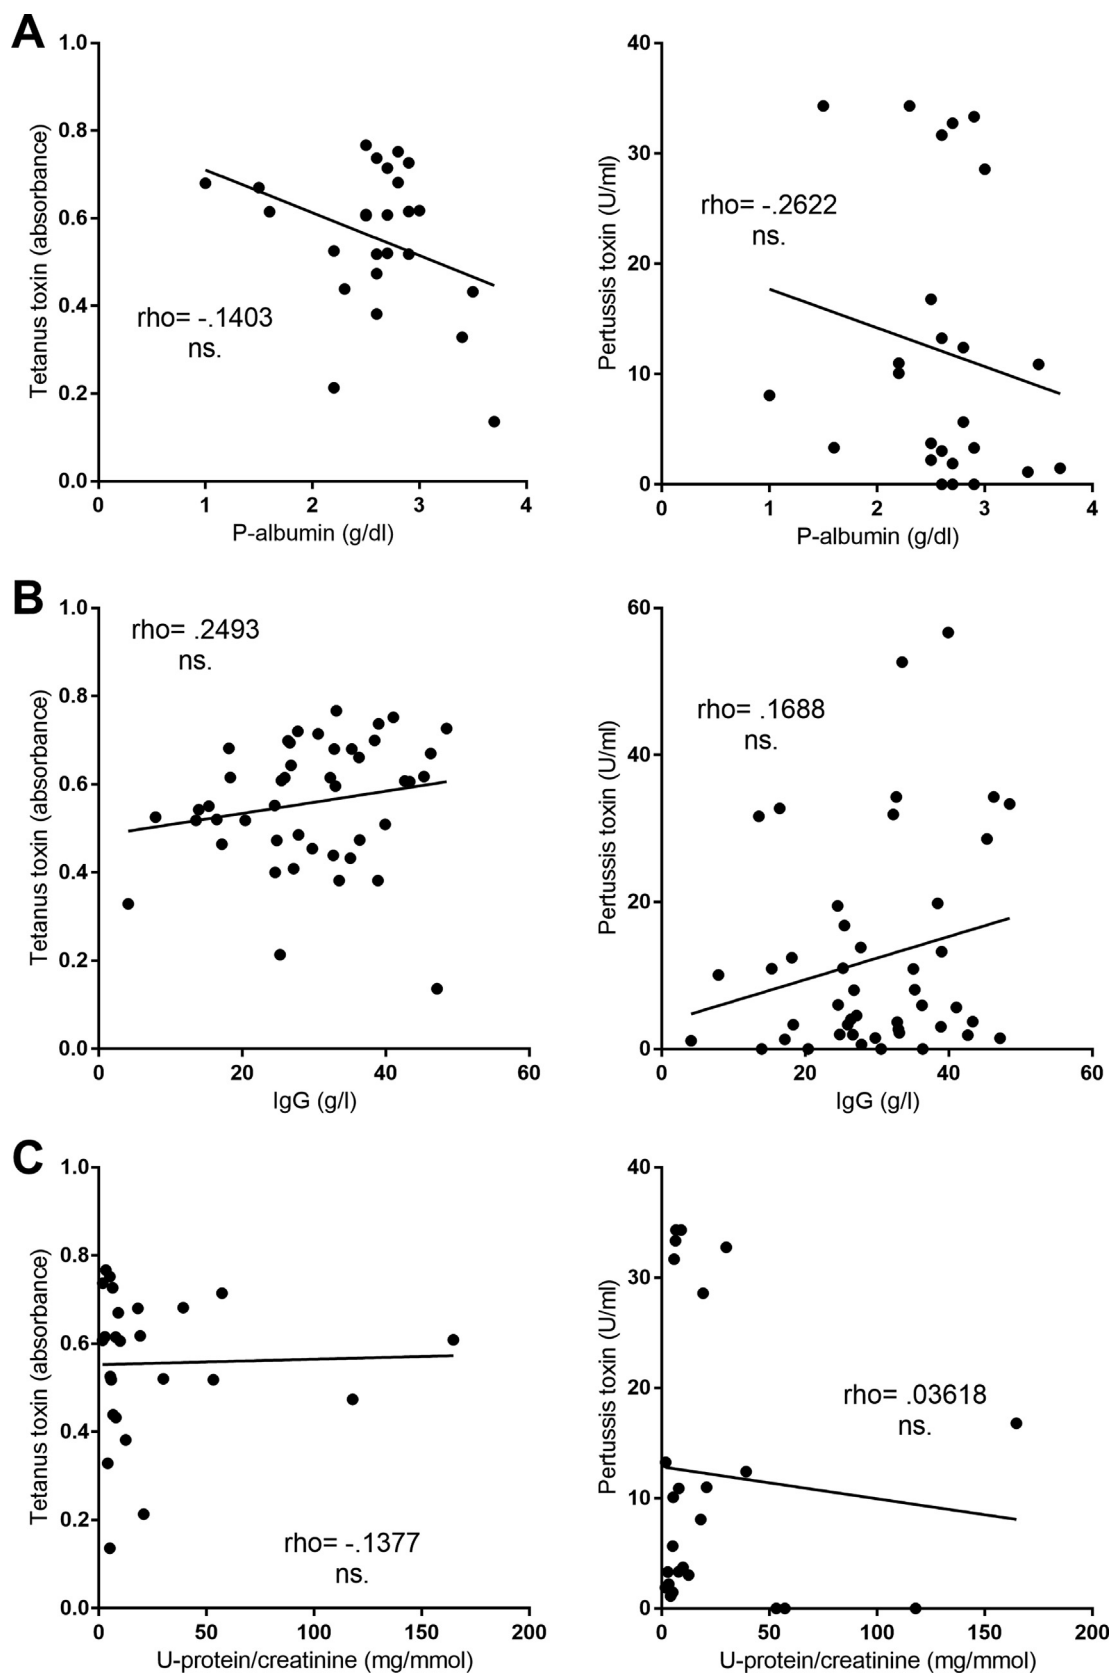 A
Tetanus toxin (absorbance)
1.0
0.8
0.6
0.4
0.2
0.0
rho= -.1403
ns.
0 1 2 3 4
P-albumin (g/dl)
Pertussis toxin (U/ml)
40
30
20
10
0
rho= -.2622
ns.
0 1 2 3 4
P-albumin (g/dl)
B
Tetanus toxin (absorbance)
1.0
0.8
0.6
0.4
0.2
0.0
rho= .2493
ns.
0 20 40 60
IgG (g/l)
Pertussis toxin (U/ml)
60
40
20
0
rho= .1688
ns.
0 20 40 60
IgG (g/l)
C
Tetanus toxin (absorbance)
1.0
0.8
0.6
0.4
0.2
0.0
rho= -.1377
ns.
0 50 100 150 200
U-protein/creatinine (mg/mmol)
Pertussis toxin (U/ml)
40
30
20
10
0
rho= .03618
ns.
0 50 100 150 200
U-protein/creatinine (mg/mmol)